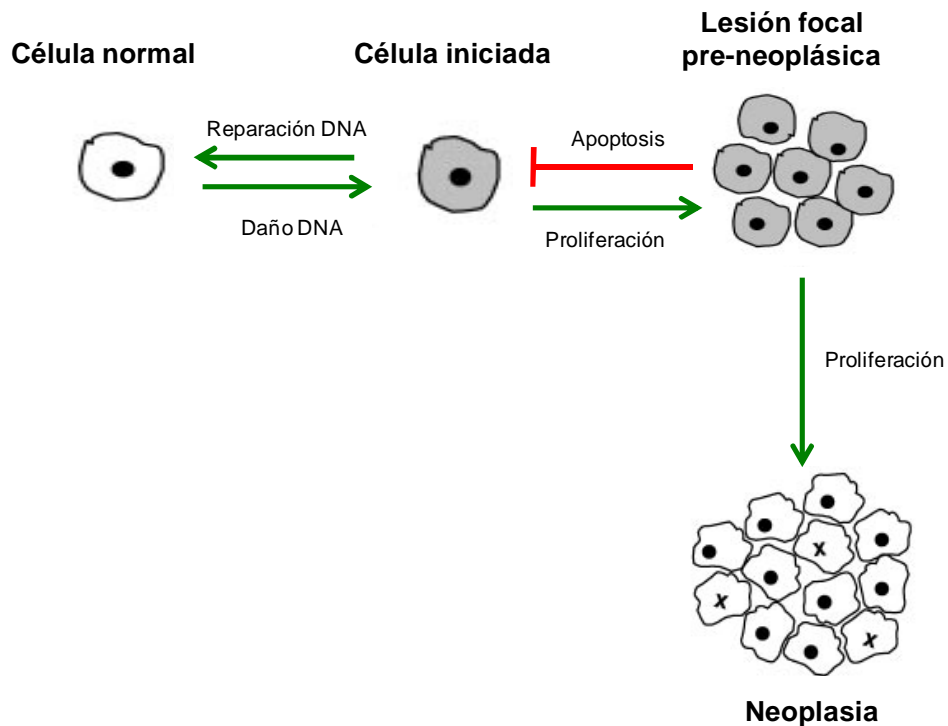 Célula normal
Célula iniciada
Lesión focal
pre-neoplásica
Reparación DNA
Daño DNA
Apoptosis
Proliferación
Proliferación
x
x
x
Neoplasia